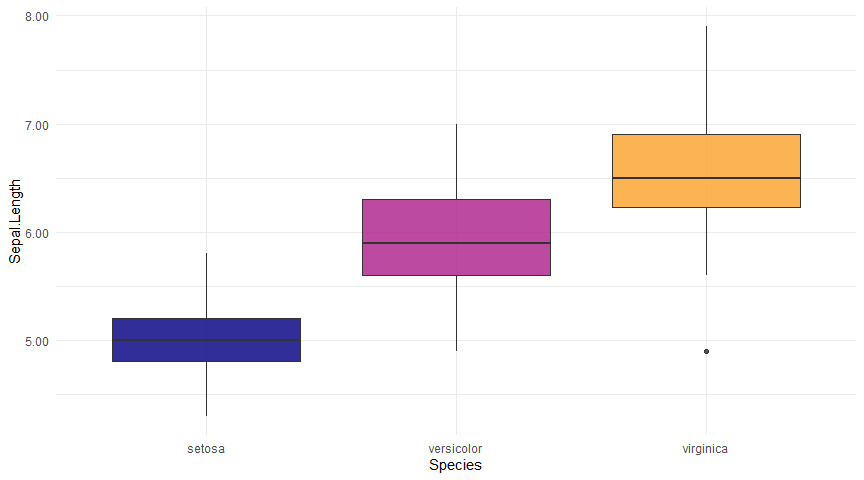 8.00
7.00
6.00
5.00
Sepal.Length
setosa versicolor virginica
Species